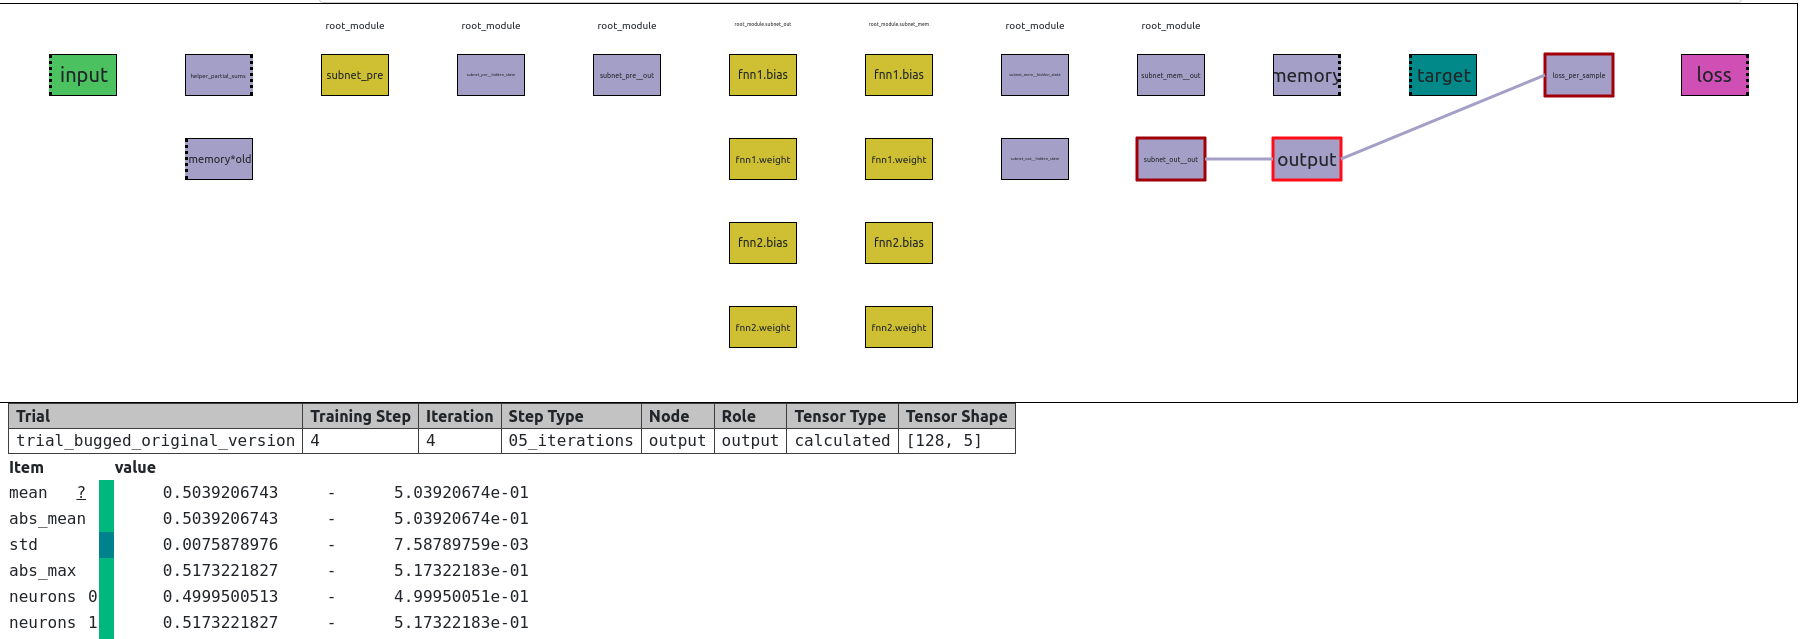 root_module root_module root_module root_module.subnet_out root_module.subnet_mem root_module root_module
input helper_partial_sums subnet_pre subnet_pre__hidden_state subnet_pre__out fnn1.bias fnn1.bias subnet_mem__hidden_state subnet_mem__out memory target loss_per_sample loss
memory*old fnn1.weight fnn1.weight subnet_out__hidden_state subnet_out__out output
fnn2.bias fnn2.bias
fnn2.weight fnn2.weight
Trial Training Step Iteration Step Type Node Role Tensor Type Tensor Shape
trial_bugged_original_version 4 4 05_iterations output output calculated [128, 5]
Item value
mean ? 0.5039206743 - 5.03920674e-01
abs_mean 0.5039206743 - 5.03920674e-01
std 0.0075878976 - 7.58789759e-03
abs_max 0.5173221827 - 5.17322183e-01
neurons 0 0.4999500513 - 4.99950051e-01
neurons 1 0.5173221827 - 5.17322183e-01